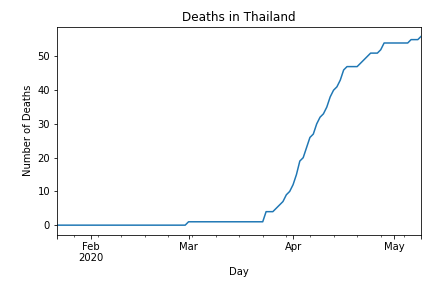 Deaths in Thailand
Number of Deaths
50
40
30
20
10
0
Feb
2020
Mar
Apr
May
Day